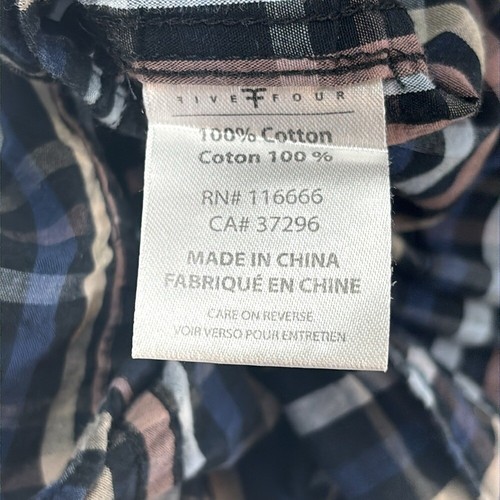 FIVE FF FOUR
100% Cotton
Coton 100 %
RN# 116666
CA# 37296
MADE IN CHINA
FABRIQUÉ EN CHINE
CARE ON REVERSE
VOIR VERSO POUR ENTRETIEN